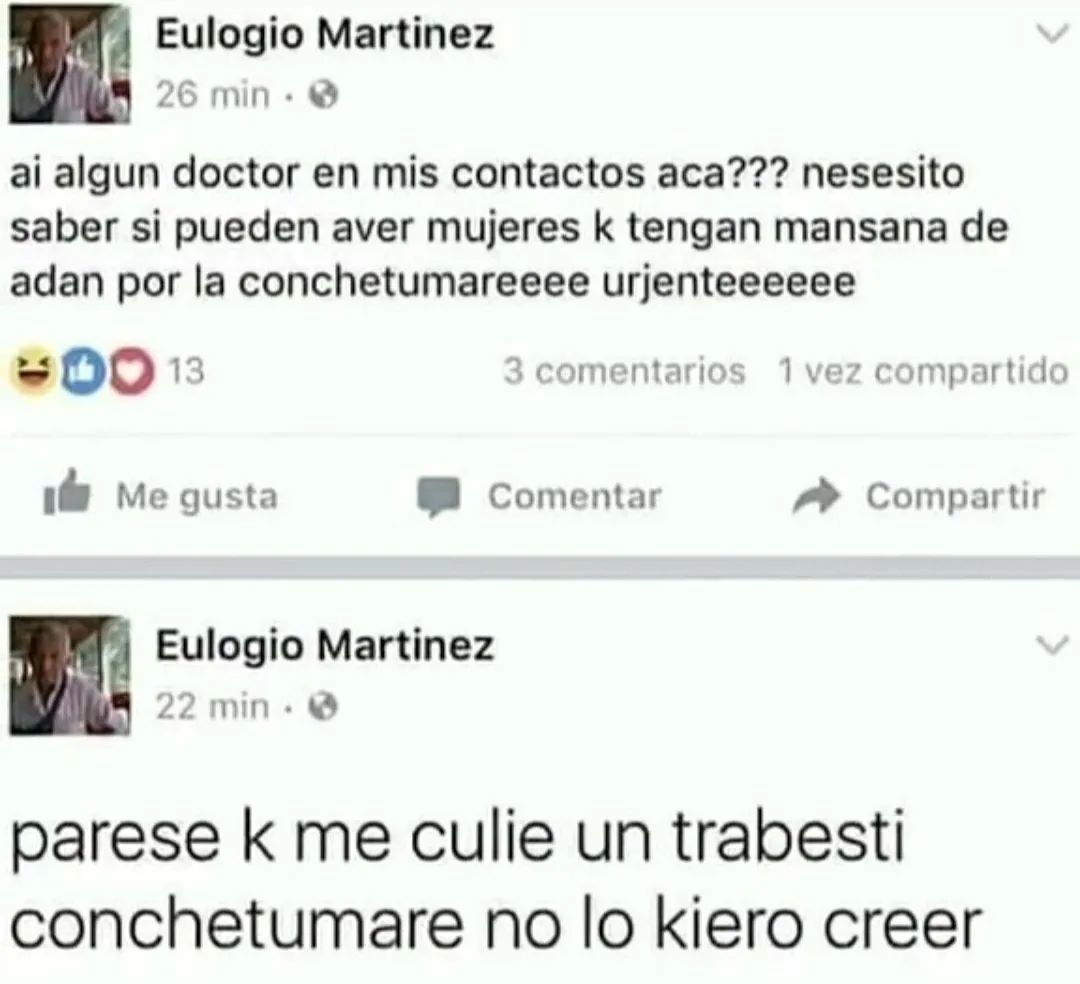 Eulogio Martinez
26 min ·
ai algun doctor en mis contactos aca??? nesesito
saber si pueden aver mujeres k tengan mansana de
adan por la conchetumareeee urjenteeeeee
13 3 comentarios 1 vez compartido
Me gusta Comentar Compartir
Eulogio Martinez
22 min ·
parese k me culie un trabesti
conchetumare no lo kiero creer